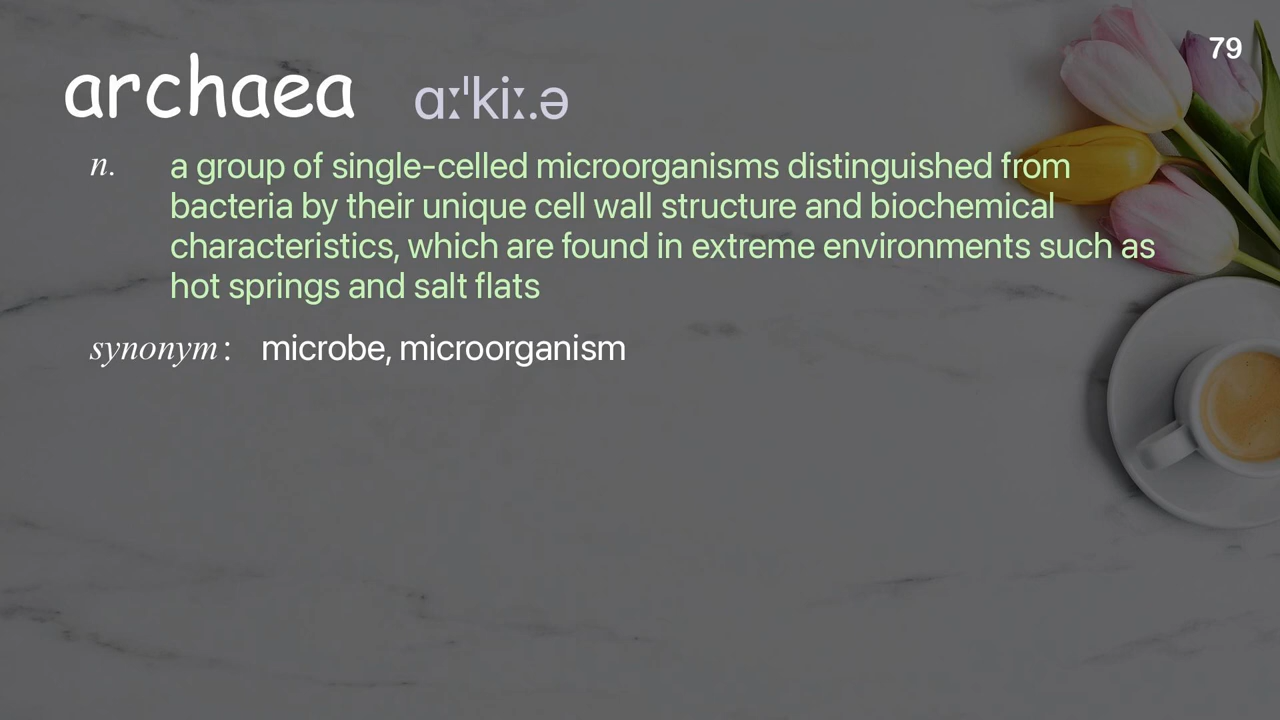 79
archaea ɑːˈkiː.ə
n. a group of single-celled microorganisms distinguished from
bacteria by their unique cell wall structure and biochemical
characteristics, which are found in extreme environments such as
hot springs and salt flats
synonym: microbe, microorganism